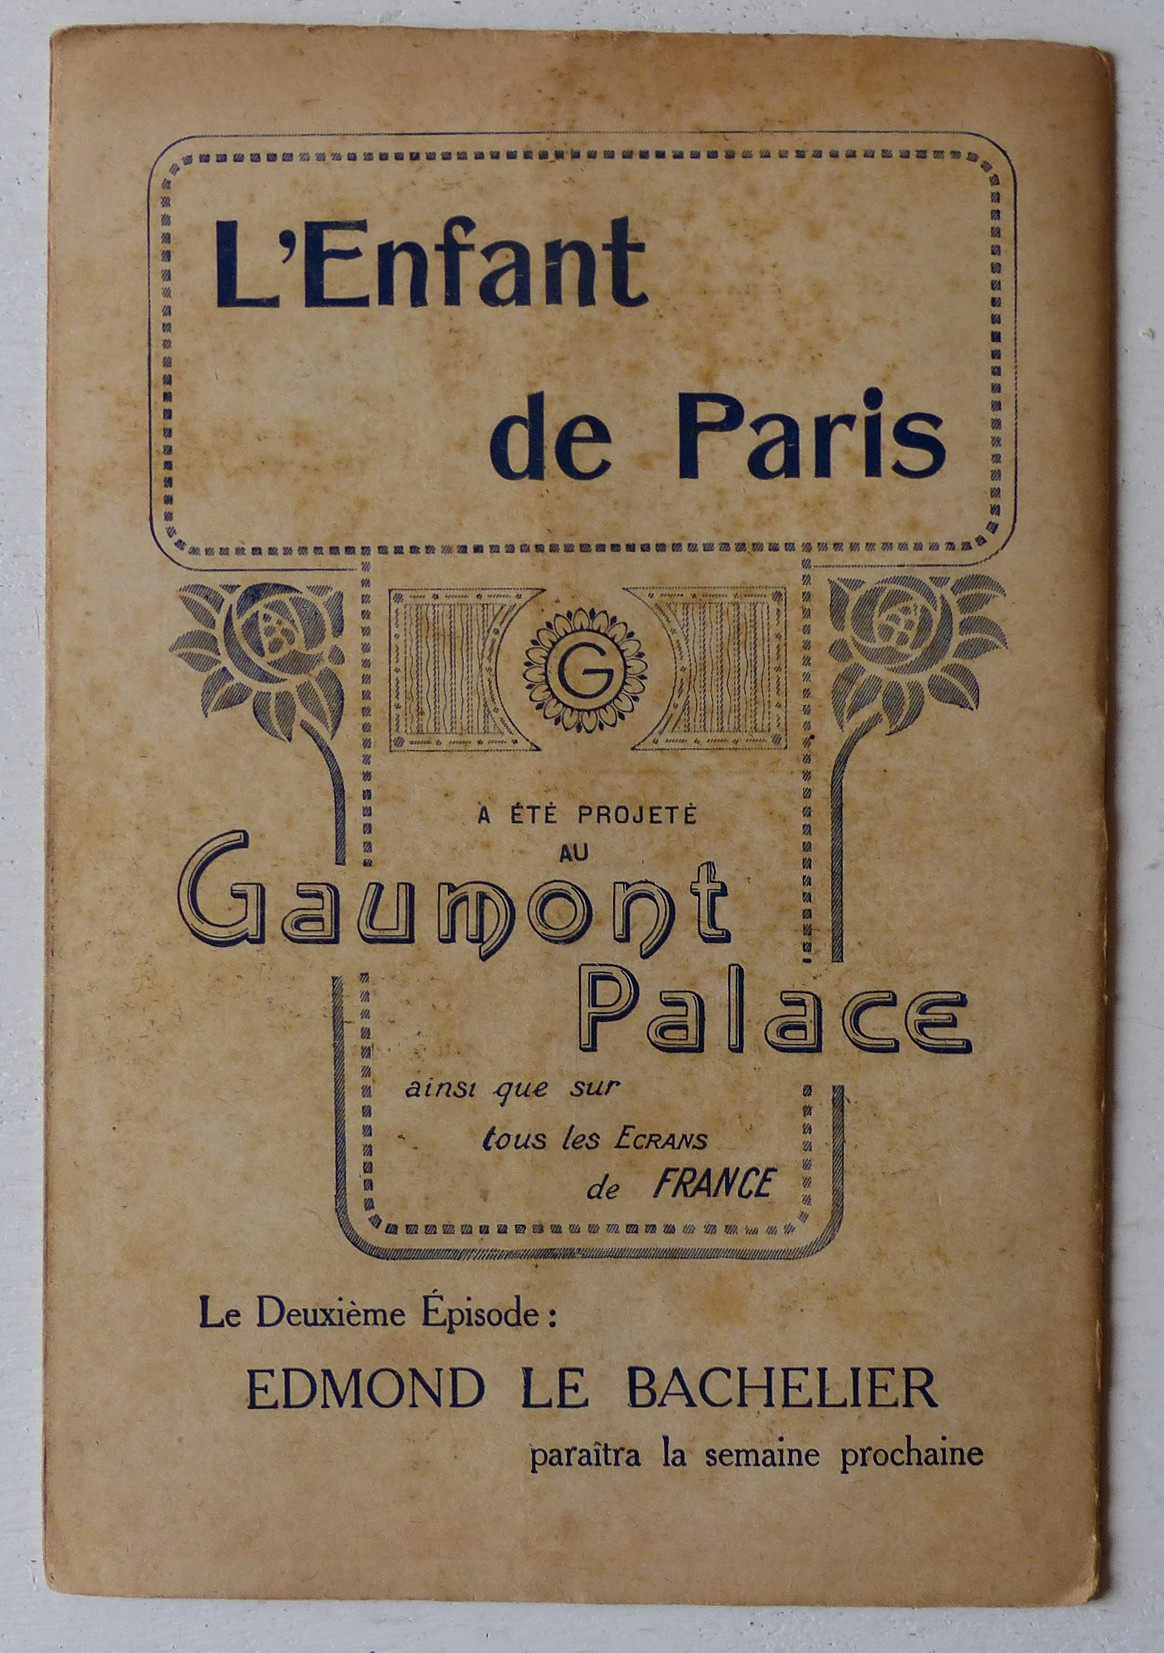 L'Enfant
de Paris
G
A ÉTÉ PROJETÉ
AU
Gaumont
Palace
ainsi que sur
tous les ECRANS
de FRANCE
Le Deuxième Épisode :
EDMOND LE BACHELIER
paraîtra la semaine prochaine